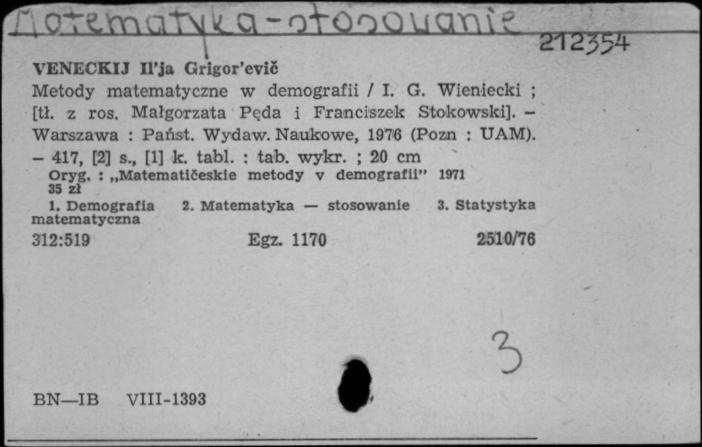 Matematyka-stosowanie
212354
VENECKIJ Il'ja Grigor'evič
Metody matematyczne w demografii / I. G. Wieniecki ;
[tł. z ros. Małgorzata Pęda i Franciszek Stokowski]. –
Warszawa : Państ. Wydaw. Naukowe, 1976 (Pozn : UAM).
– 417, [2] s., [1] k. tabl. : tab. wykr. ; 20 cm
Oryg. : „Matematičeskie metody v demografii” 1971
35 zł
1. Demografia 2. Matematyka — stosowanie 3. Statystyka
matematyczna
312:519 Egz. 1170 2510/76
3
BN—IB VIII-1393